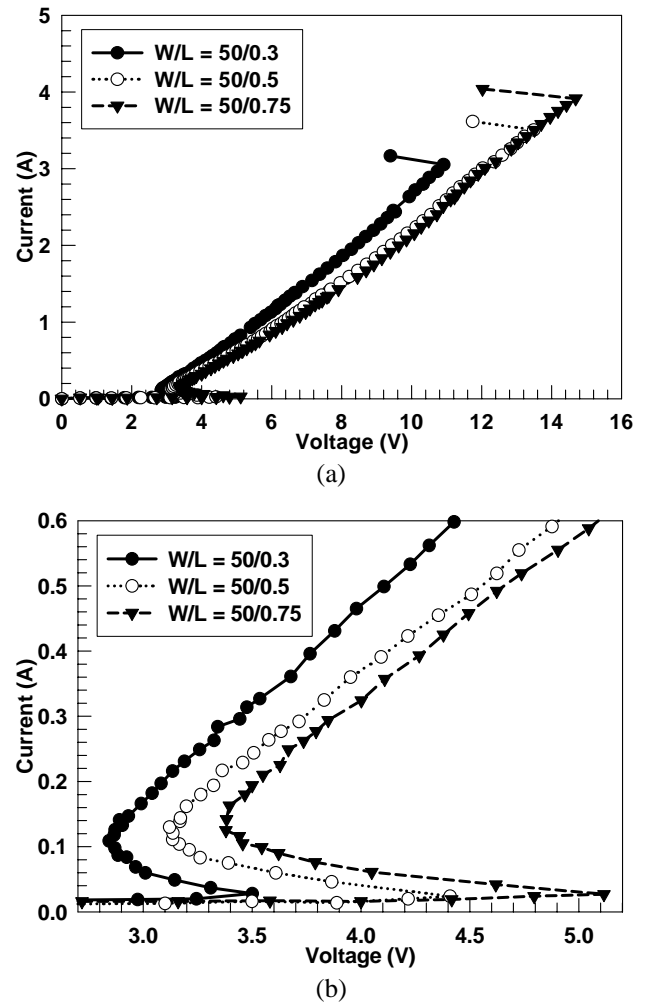 5
4
3
2
1
0
Current (A)
W/L = 50/0.3
W/L = 50/0.5
W/L = 50/0.75
0 2 4 6 8 10 12 14 16
Voltage (V)
(a)
0.6
0.5
0.4
0.3
0.2
0.1
0.0
Current (A)
W/L = 50/0.3
W/L = 50/0.5
W/L = 50/0.75
3.0 3.5 4.0 4.5 5.0
Voltage (V)
(b)